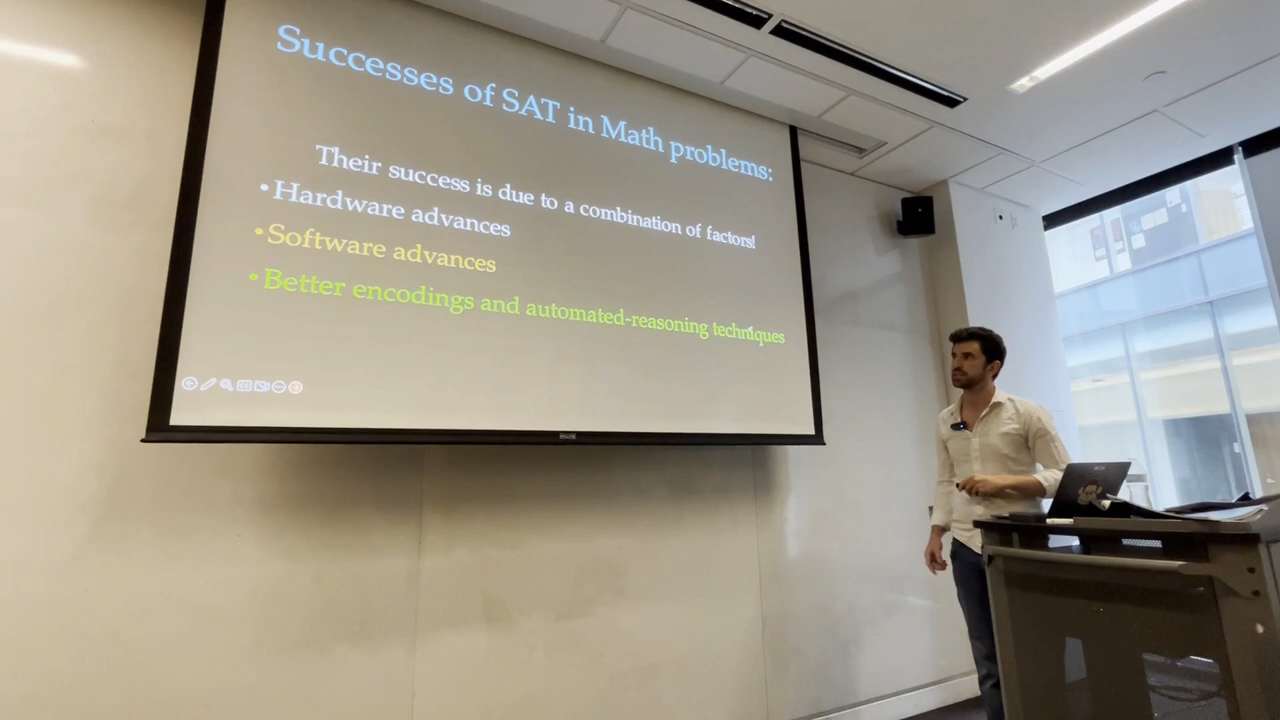 Successes of SAT in Math problems:
Their success is due to a combination of factors!
•Hardware advances
•Software advances
•Better encodings and automated-reasoning techniques